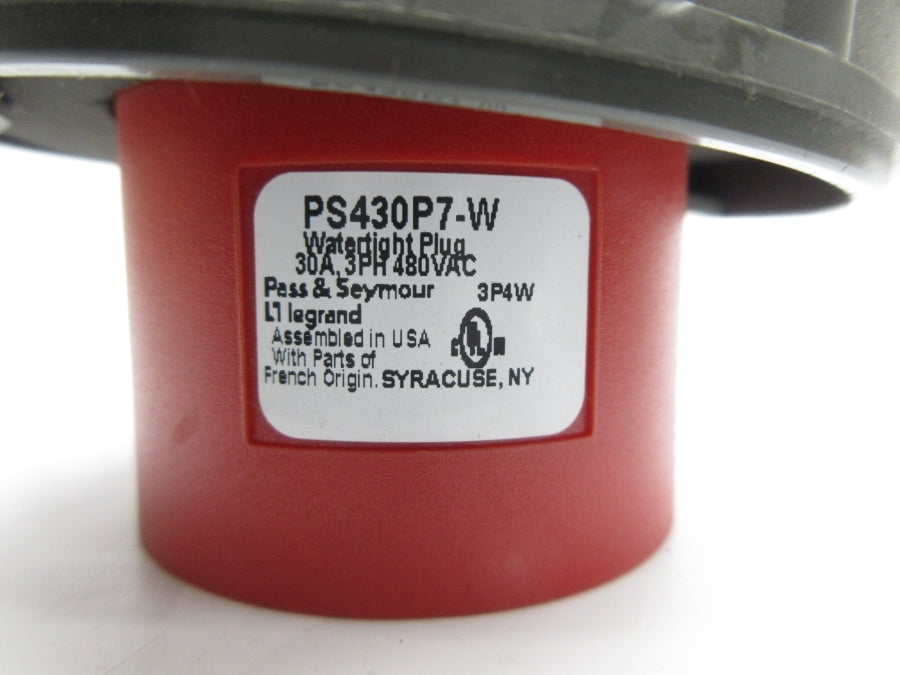 PS430P7-W
Watertight Plug
30A, 3PH 480VAC
Pass & Seymour 3P4W
legrand
Assembled in USA
With Parts of
French Origin. SYRACUSE, NY
UL